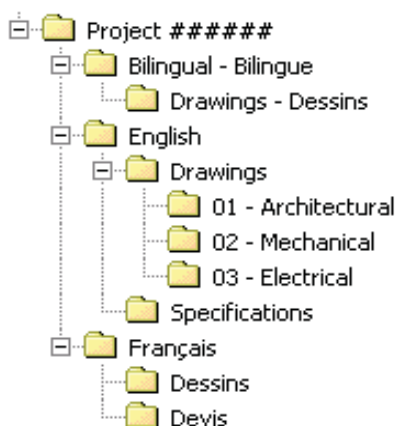 Project ######
Bilingual - Bilingue
Drawings - Dessins
English
Drawings
01 - Architectural
02 - Mechanical
03 - Electrical
Specifications
Français
Dessins
Devis